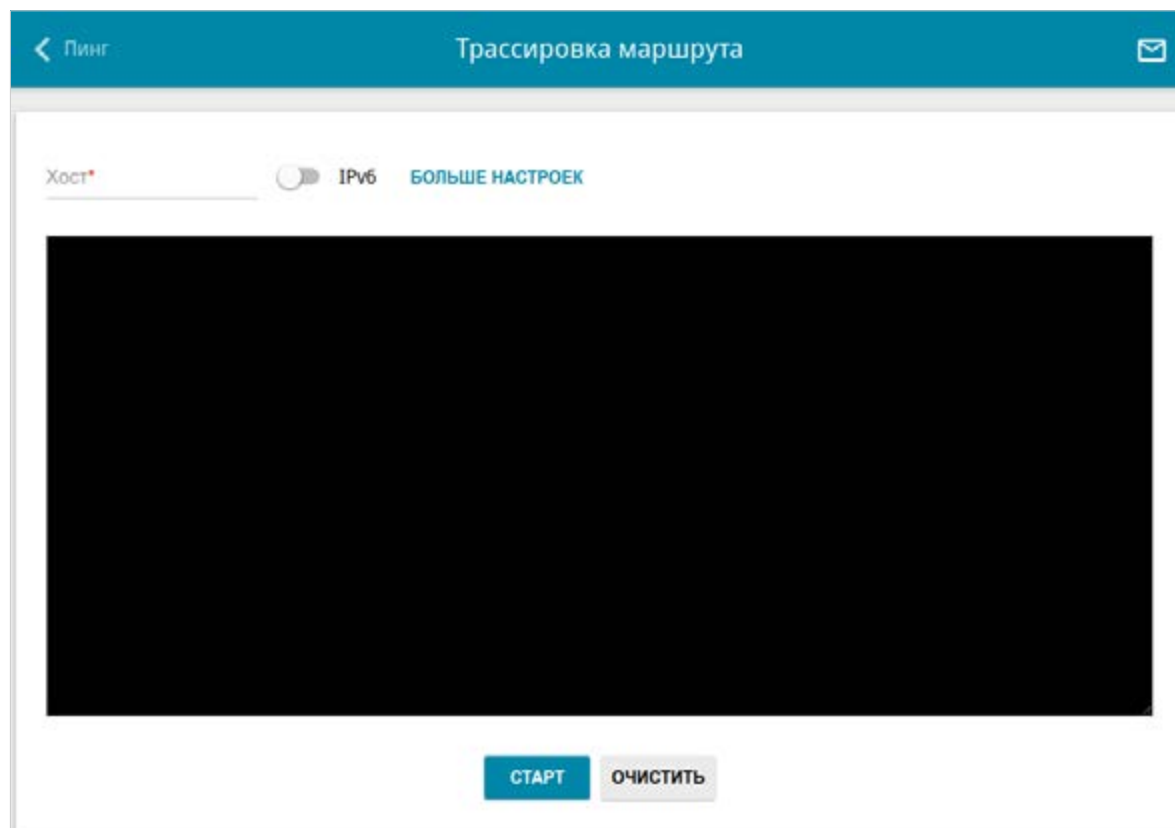 Пинг
Трассировка маршрута
Хост*
IPv6
БОЛЬШЕ НАСТРОЕК
СТАРТ
ОЧИСТИТЬ